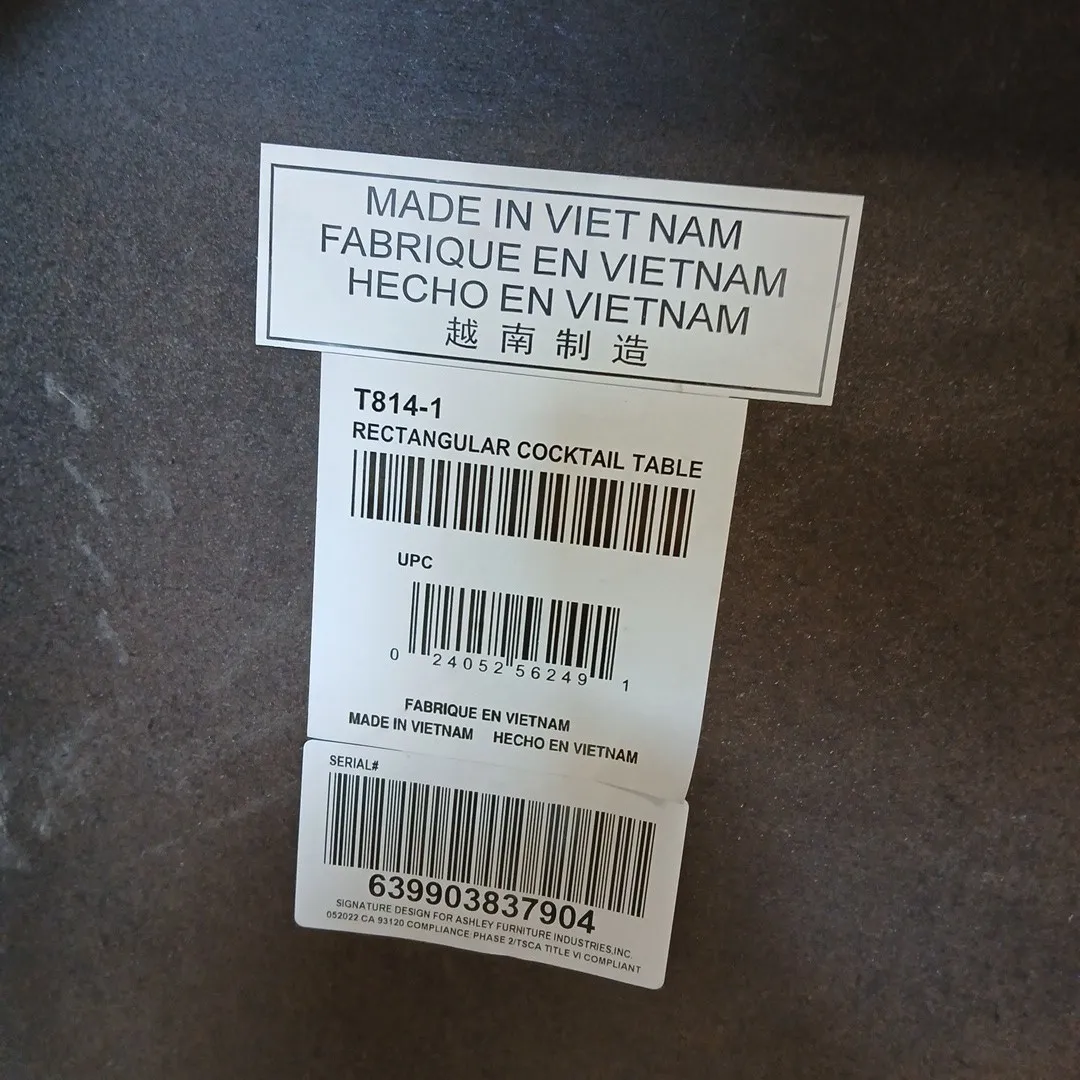 MADE IN VIET NAM
FABRIQUE EN VIETNAM
HECHO EN VIETNAM
越南制造
T814-1
RECTANGULAR COCKTAIL TABLE
UPC
0 24052 56249 1
FABRIQUE EN VIETNAM
MADE IN VIETNAM HECHO EN VIETNAM
SERIAL#
639903837904
SIGNATURE DESIGN FOR ASHLEY FURNITURE INDUSTRIES,INC.
052022 CA 93120 COMPLIANCE PHASE 2/TSCA TITLE VI COMPLIANT